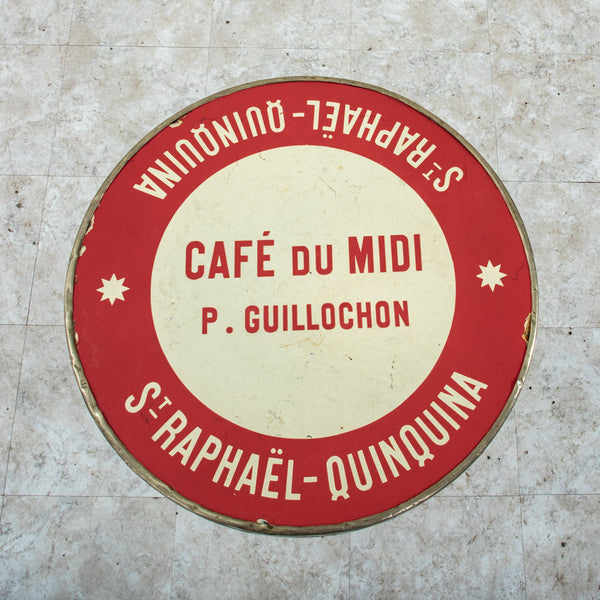 ST-RAPHAËL-QUINQUINA
CAFÉ DU MIDI
P. GUILLOCHON
ST-RAPHAËL-QUINQUINA